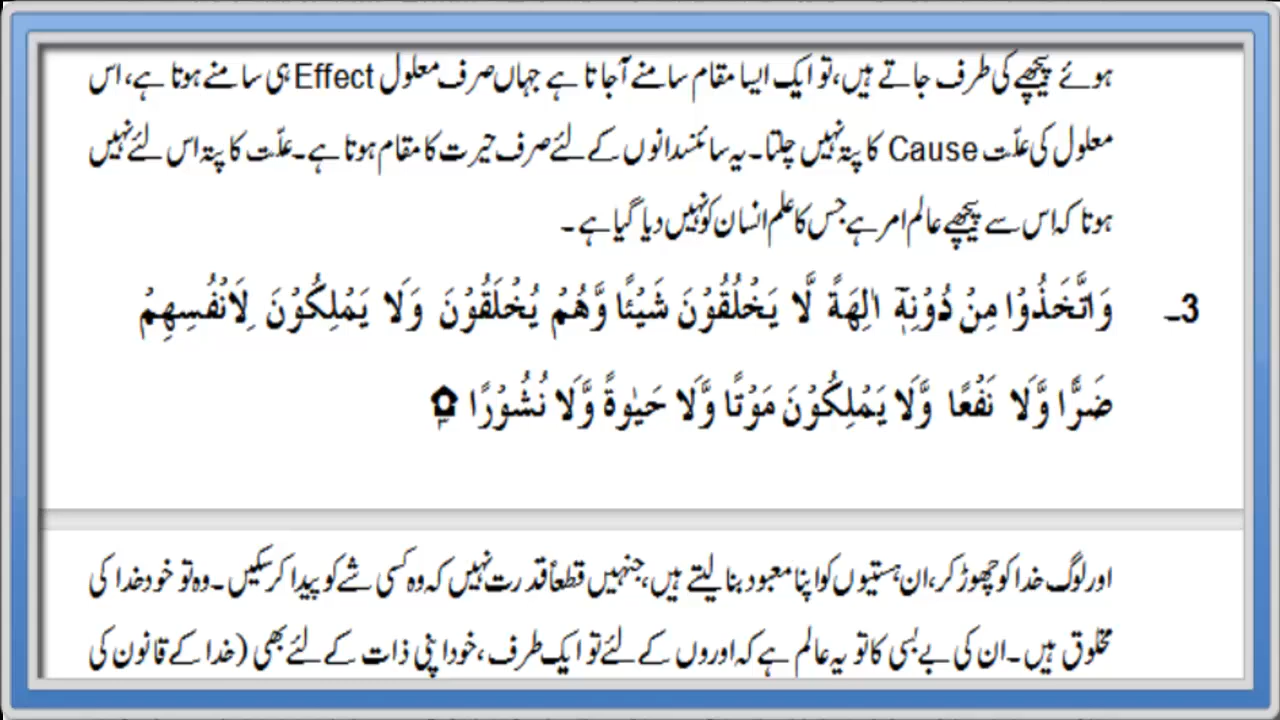 ہوئے پیچھے کی طرف جاتے ہیں، تو ایک ایسا مقام سامنے آجاتا ہے جہاں صرف معلول Effect ہی سامنے ہوتا ہے، اس
معلول کی علّت Cause کا پتہ نہیں چلتا۔ یہ سائنسدانوں کے لئے صرف حیرت کا مقام ہوتا ہے۔ علّت کا پتہ اس لئے نہیں
ہوتا کہ اِس سے پیچھے عالمِ امر ہے جس کا علم انسان کو نہیں دیا گیا ہے۔
3۔ وَاتَّخَذُوْا مِنْ دُوْنِهٖٓ اٰلِهَةً لَّا يَخْلُقُوْنَ شَيْـًٔا وَّهُمْ يُخْلَقُوْنَ وَلَا يَمْلِكُوْنَ لِاَنْفُسِهِمْ
ضَرًّا وَّلَا نَفْعًا وَّلَا يَمْلِكُوْنَ مَوْتًا وَّلَا حَيٰوةً وَّلَا نُشُوْرًا
اور لوگ خدا کو چھوڑ کر، ان ہستیوں کو اپنا معبود بنا لیتے ہیں، جنہیں قطعاً قدرت نہیں کہ وہ کسی شے کو پیدا کر سکیں۔ وہ تو خود خدا کی
مخلوق ہیں۔ ان کی بے بسی کا تو یہ عالم ہے کہ اوروں کے لئے تو ایک طرف، خود اپنی ذات کے لئے بھی (خدا کے قانون کی